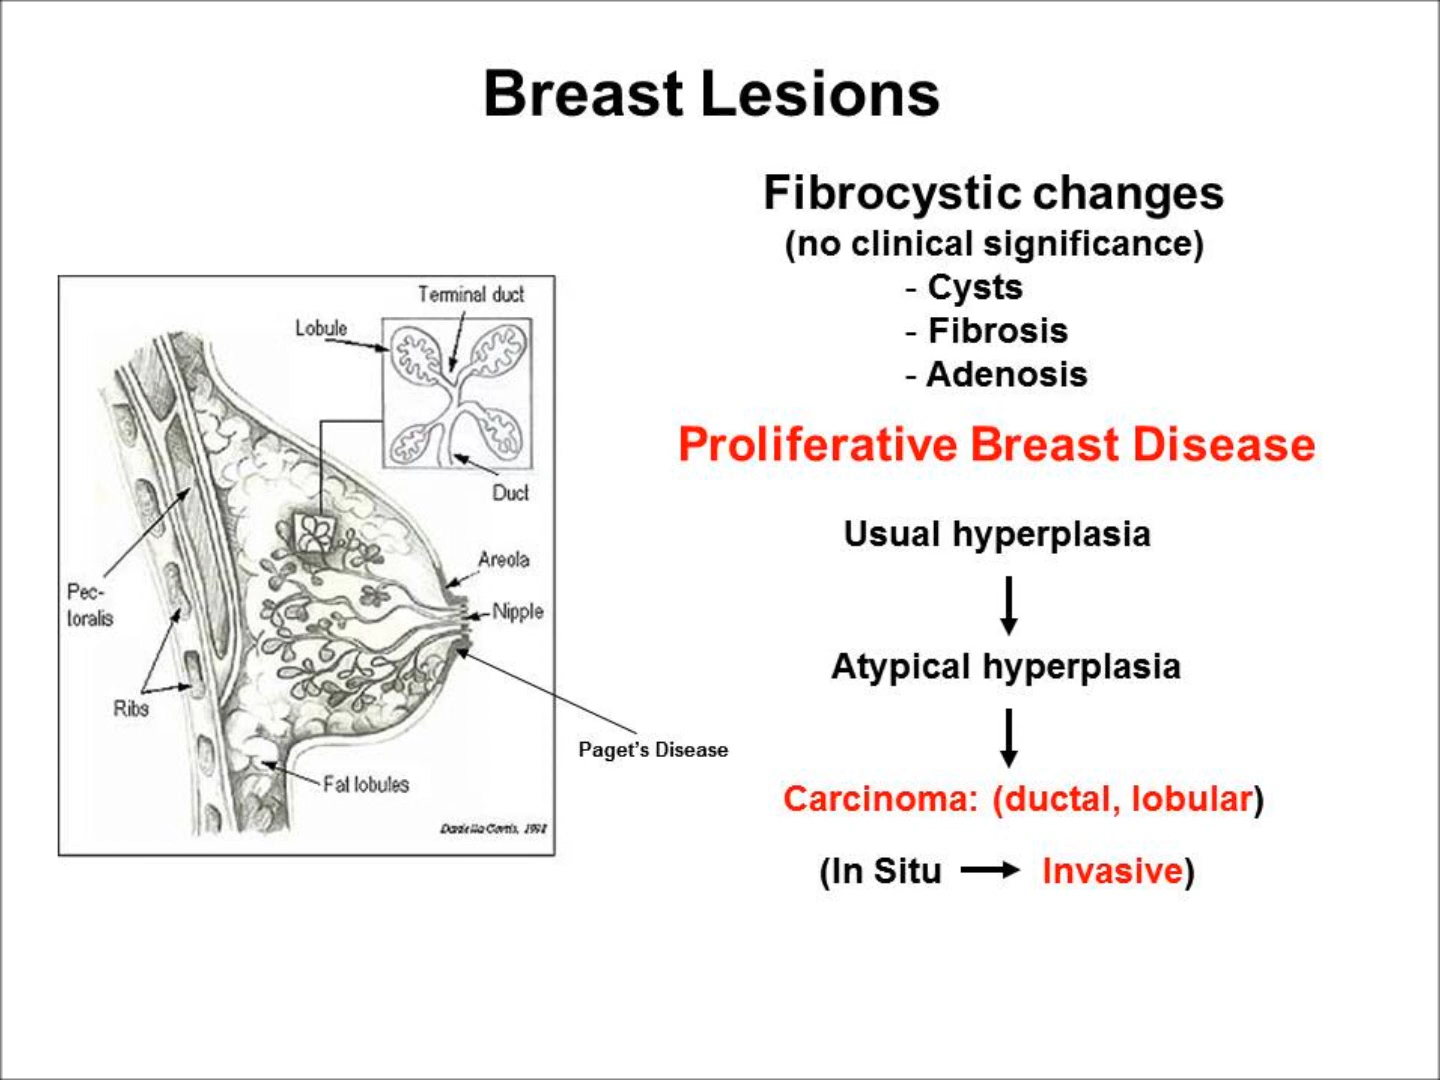 Breast Lesions
Fibrocystic changes
(no clinical significance)
- Cysts
- Fibrosis
- Adenosis
Proliferative Breast Disease
Usual hyperplasia
Atypical hyperplasia
Carcinoma: (ductal, lobular)
(In Situ → Invasive)
Terminal duct
Lobule
Duct
Areola
Nipple
Pec-
toralis
Ribs
Fat lobules
Paget's Disease
1998